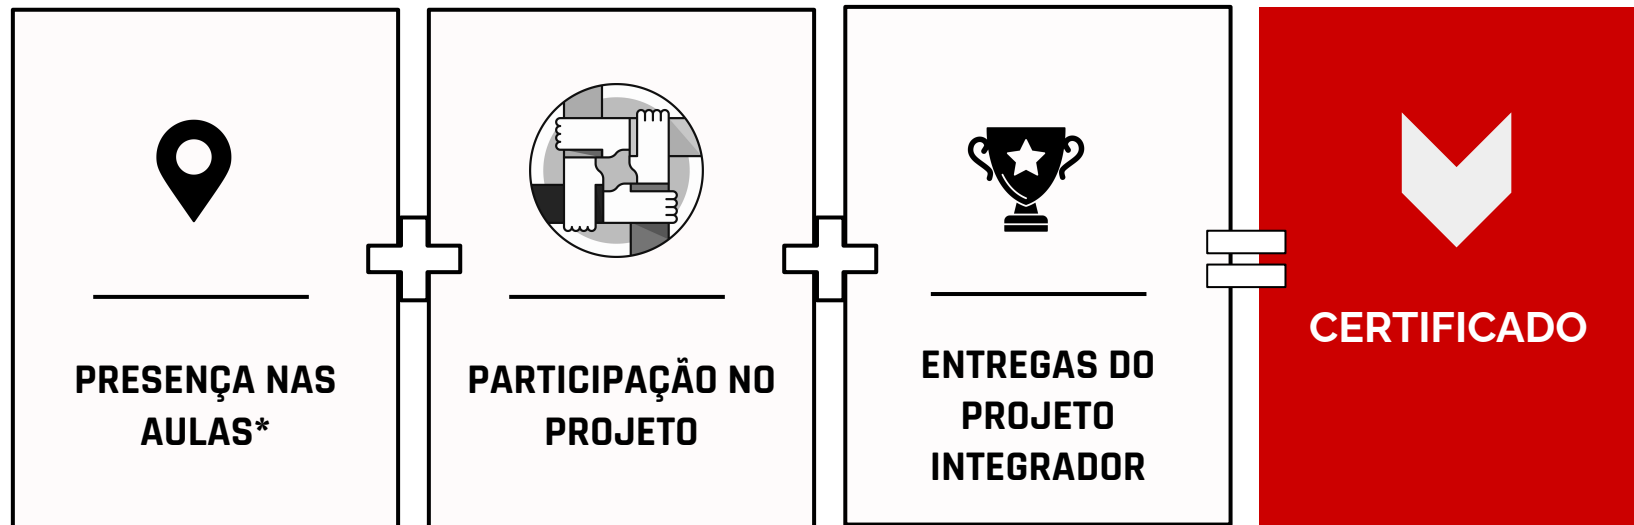 PRESENÇA NAS
AULAS*
PARTICIPAÇÃO NO
PROJETO
ENTREGAS DO
PROJETO
INTEGRADOR
CERTIFICADO